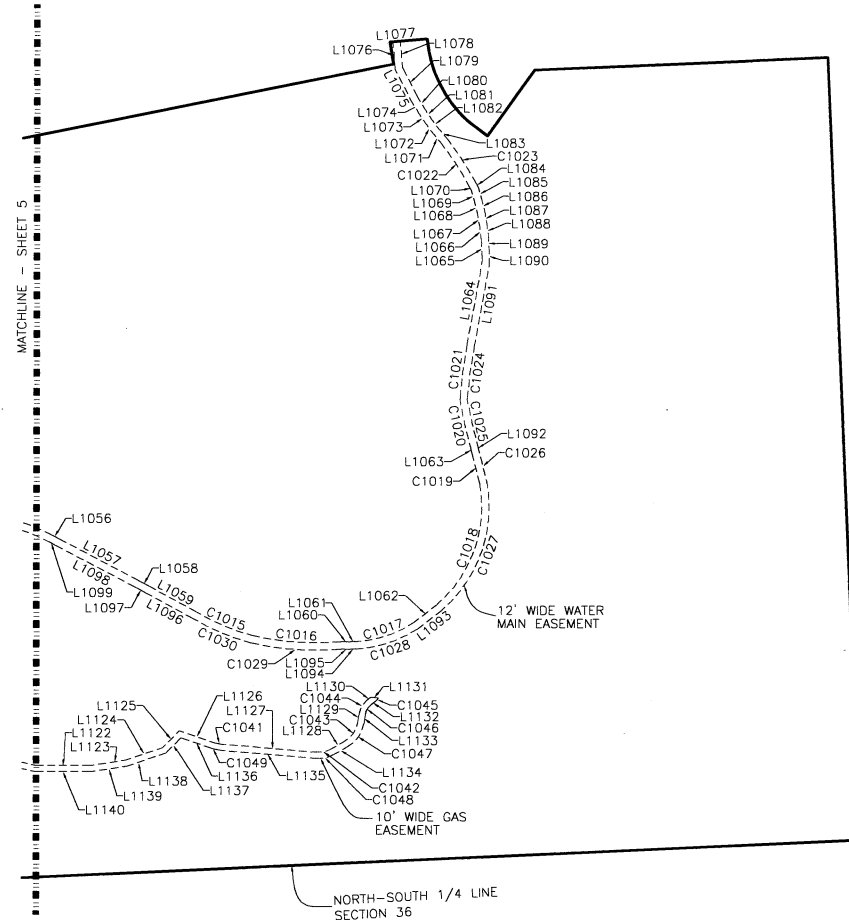 L1077
L1076
L1078
L1079
L1075
L1080
L1081
L1082
L1074
L1073
L1072
L1071
L1083
C1023
C1022
L1084
L1070
L1085
L1069
L1086
L1068
L1087
L1067
L1088
L1066
L1089
L1065
L1090
MATCHLINE - SHEET 5
L1064
L1091
C1021
C1024
C1020
C1025
L1092
L1063
C1026
C1019
L1056
L1057
L1058
C1018
C1027
L1098
L1099
L1059
L1097
L1096
L1062
L1061
L1060
C1015
C1016
C1017
L1093
12' WIDE WATER
MAIN EASEMENT
C1030
C1028
C1029
L1095
L1094
L1130
L1131
C1044
C1045
L1129
L1132
C1043
C1046
L1128
L1133
L1126
L1127
L1125
L1124
L1122
L1123
C1041
C1047
C1049
L1134
L1136
L1135
C1042
L1138
L1137
C1048
L1139
L1140
10' WIDE GAS
EASEMENT
NORTH-SOUTH 1/4 LINE
SECTION 36